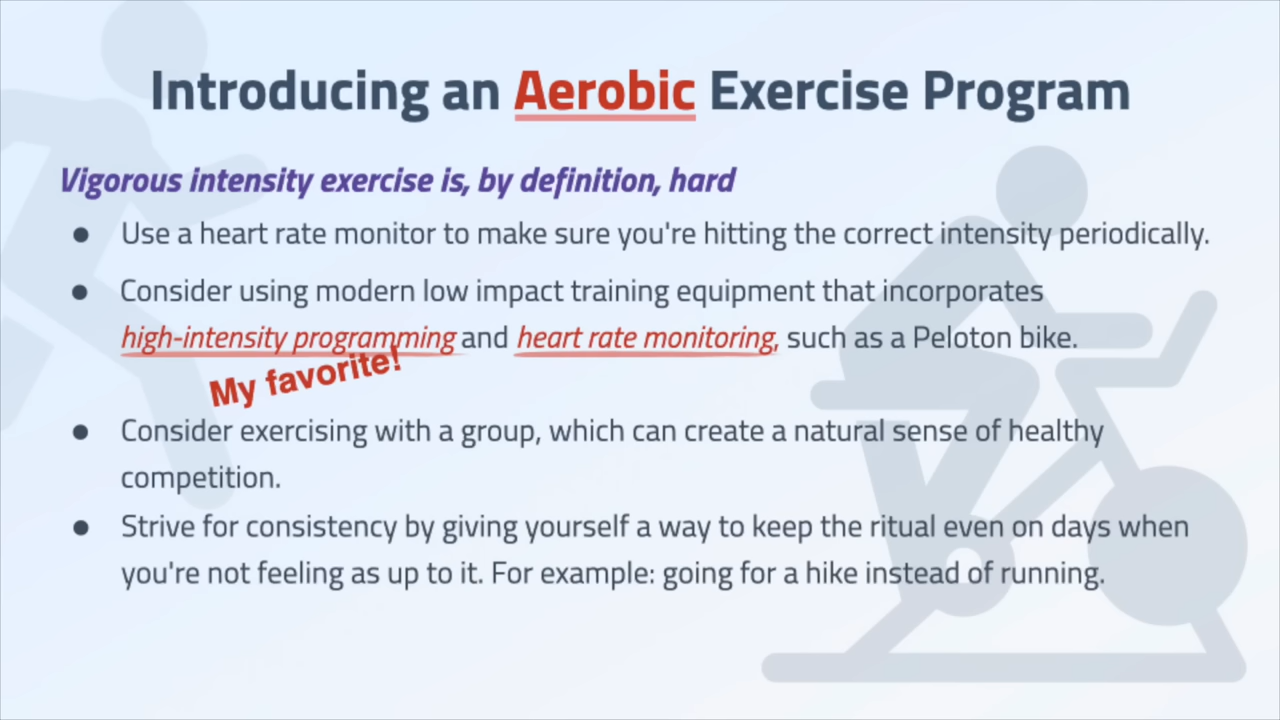 Introducing an Aerobic Exercise Program
Vigorous intensity exercise is, by definition, hard
● Use a heart rate monitor to make sure you're hitting the correct intensity periodically.
● Consider using modern low impact training equipment that incorporates
high-intensity programming and heart rate monitoring, such as a Peloton bike.
My favorite!
● Consider exercising with a group, which can create a natural sense of healthy
competition.
● Strive for consistency by giving yourself a way to keep the ritual even on days when
you're not feeling as up to it. For example: going for a hike instead of running.